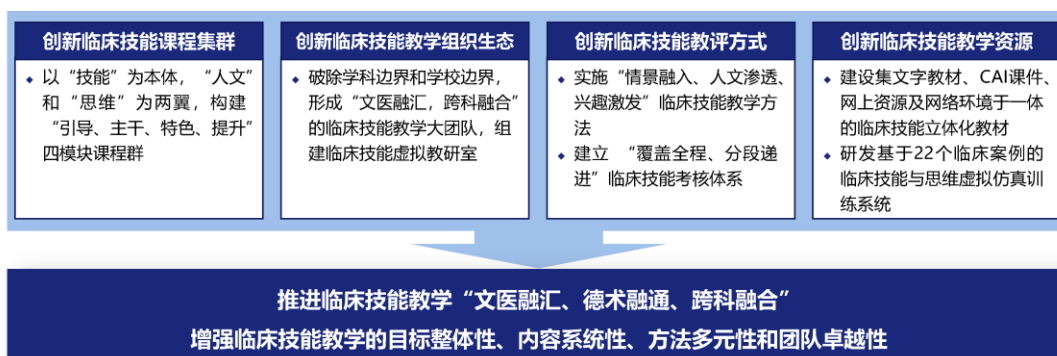 创新临床技能课程集群
以“技能”为本体，“人文”
和“思维”为两翼，构建
“引导、主干、特色、提升”
四模块课程群
创新临床技能教学组织生态
破除学科边界和学校边界，
形成“文医融汇，跨科融合”
的临床技能教学大团队，组
建临床技能虚拟教研室
创新临床技能教评方式
实施“情景融入、人文渗透、
兴趣激发”临床技能教学方
法
建立 “覆盖全程、分段递
进”临床技能考核体系
创新临床技能教学资源
建设集文字教材、CAI课件、
网上资源及网络环境于一体
的临床技能立体化教材
研发基于22个临床案例的
临床技能与思维虚拟仿真训
练系统
推进临床技能教学“文医融汇、德术融通、跨科融合”
增强临床技能教学的目标整体性、内容系统性、方法多元性和团队卓越性